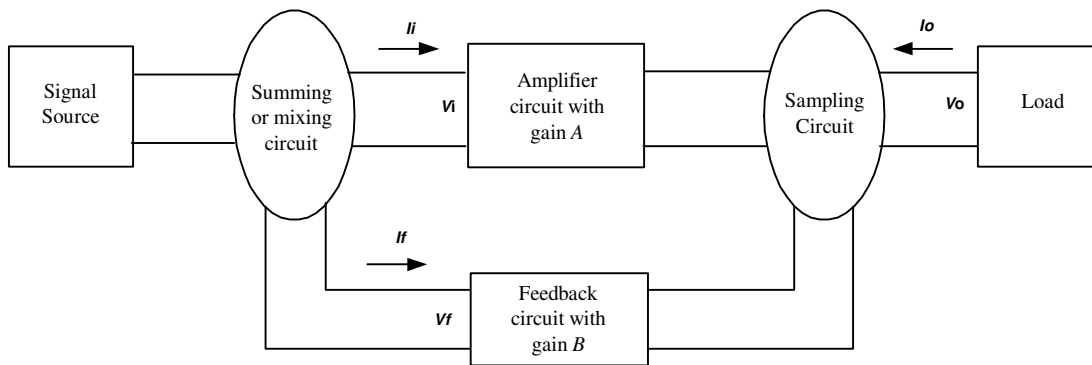 Ii
Io
Signal
Source
Summing
or mixing
circuit
Vi
Amplifier
circuit with
gain A
Sampling
Circuit
Vo
Load
If
Vf
Feedback
circuit with
gain B